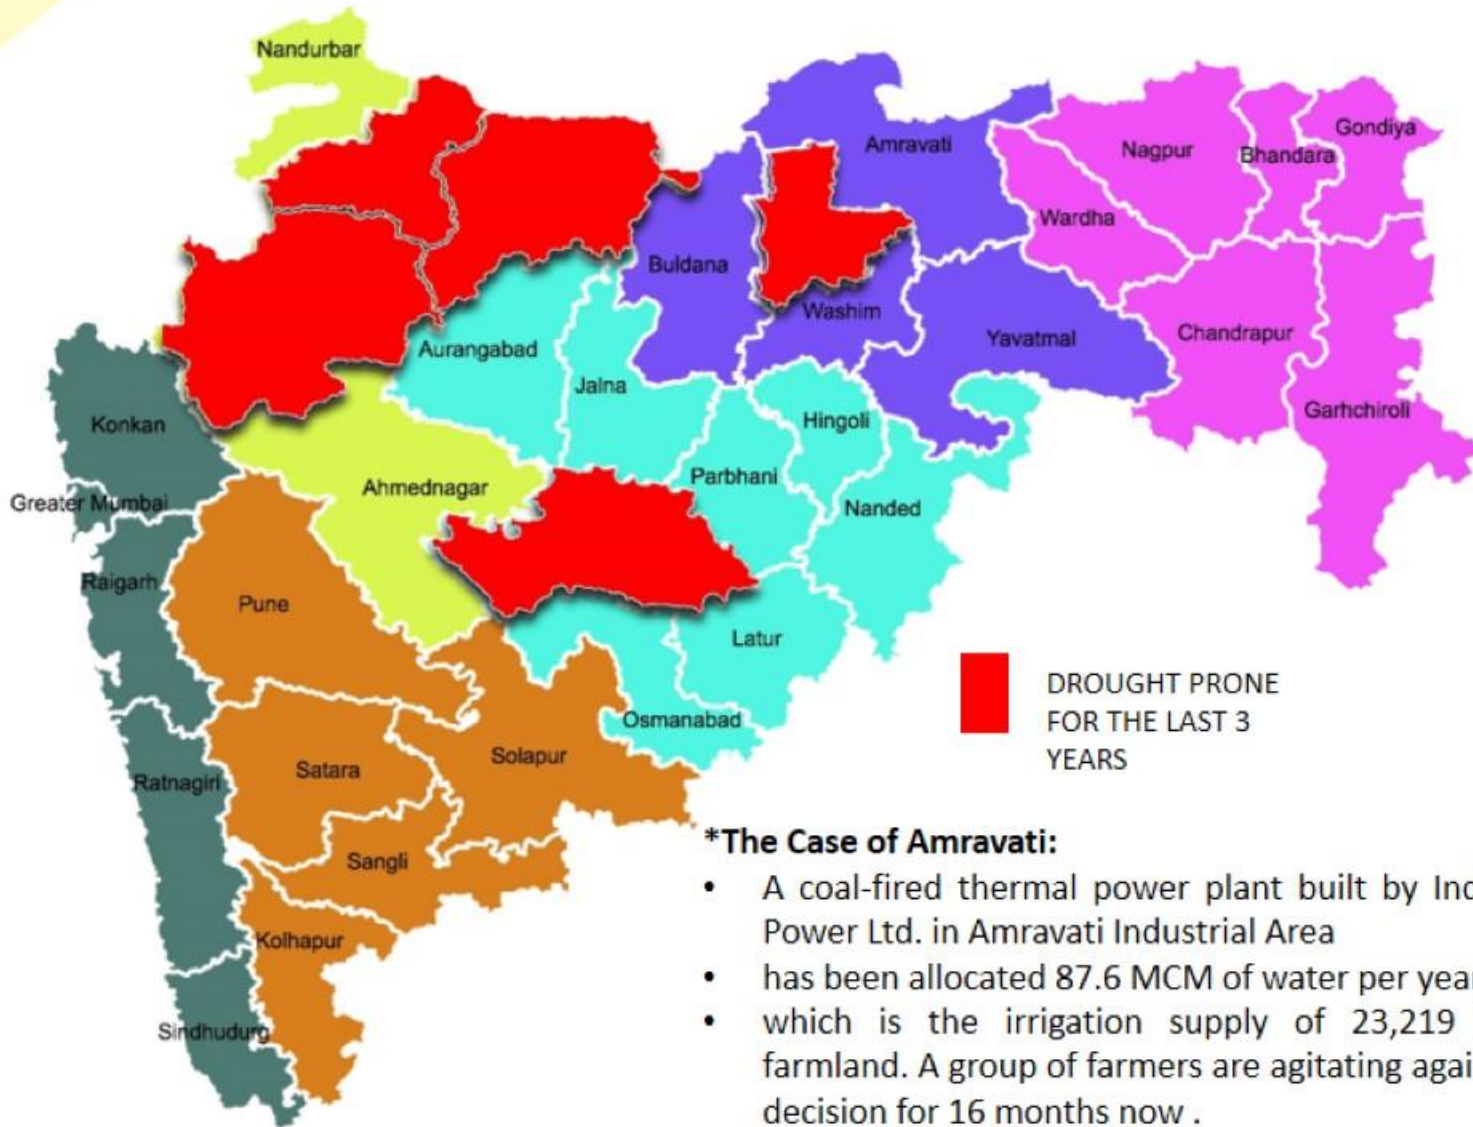 Nandurbar
Amravati
Nagpur
Bhandara
Gondiya
Wardha
Buldana
Washim
Yavatmal
Chandrapur
Garhchiroli
Aurangabad
Jalna
Hingoli
Parbhani
Nanded
Konkan
Ahmednagar
Greater Mumbai
Raigarh
Pune
Latur
Osmanabad
Solapur
Satara
Ratnagiri
Sangli
Kolhapur
Sindhudurg
DROUGHT PRONE
FOR THE LAST 3
YEARS
*The Case of Amravati:
• A coal-fired thermal power plant built by
Power Ltd. in Amravati Industrial Area
• has been allocated 87.6 MCM of water per year
• which is the irrigation supply of 23,219
farmland. A group of farmers are agitating
decision for 16 months now .